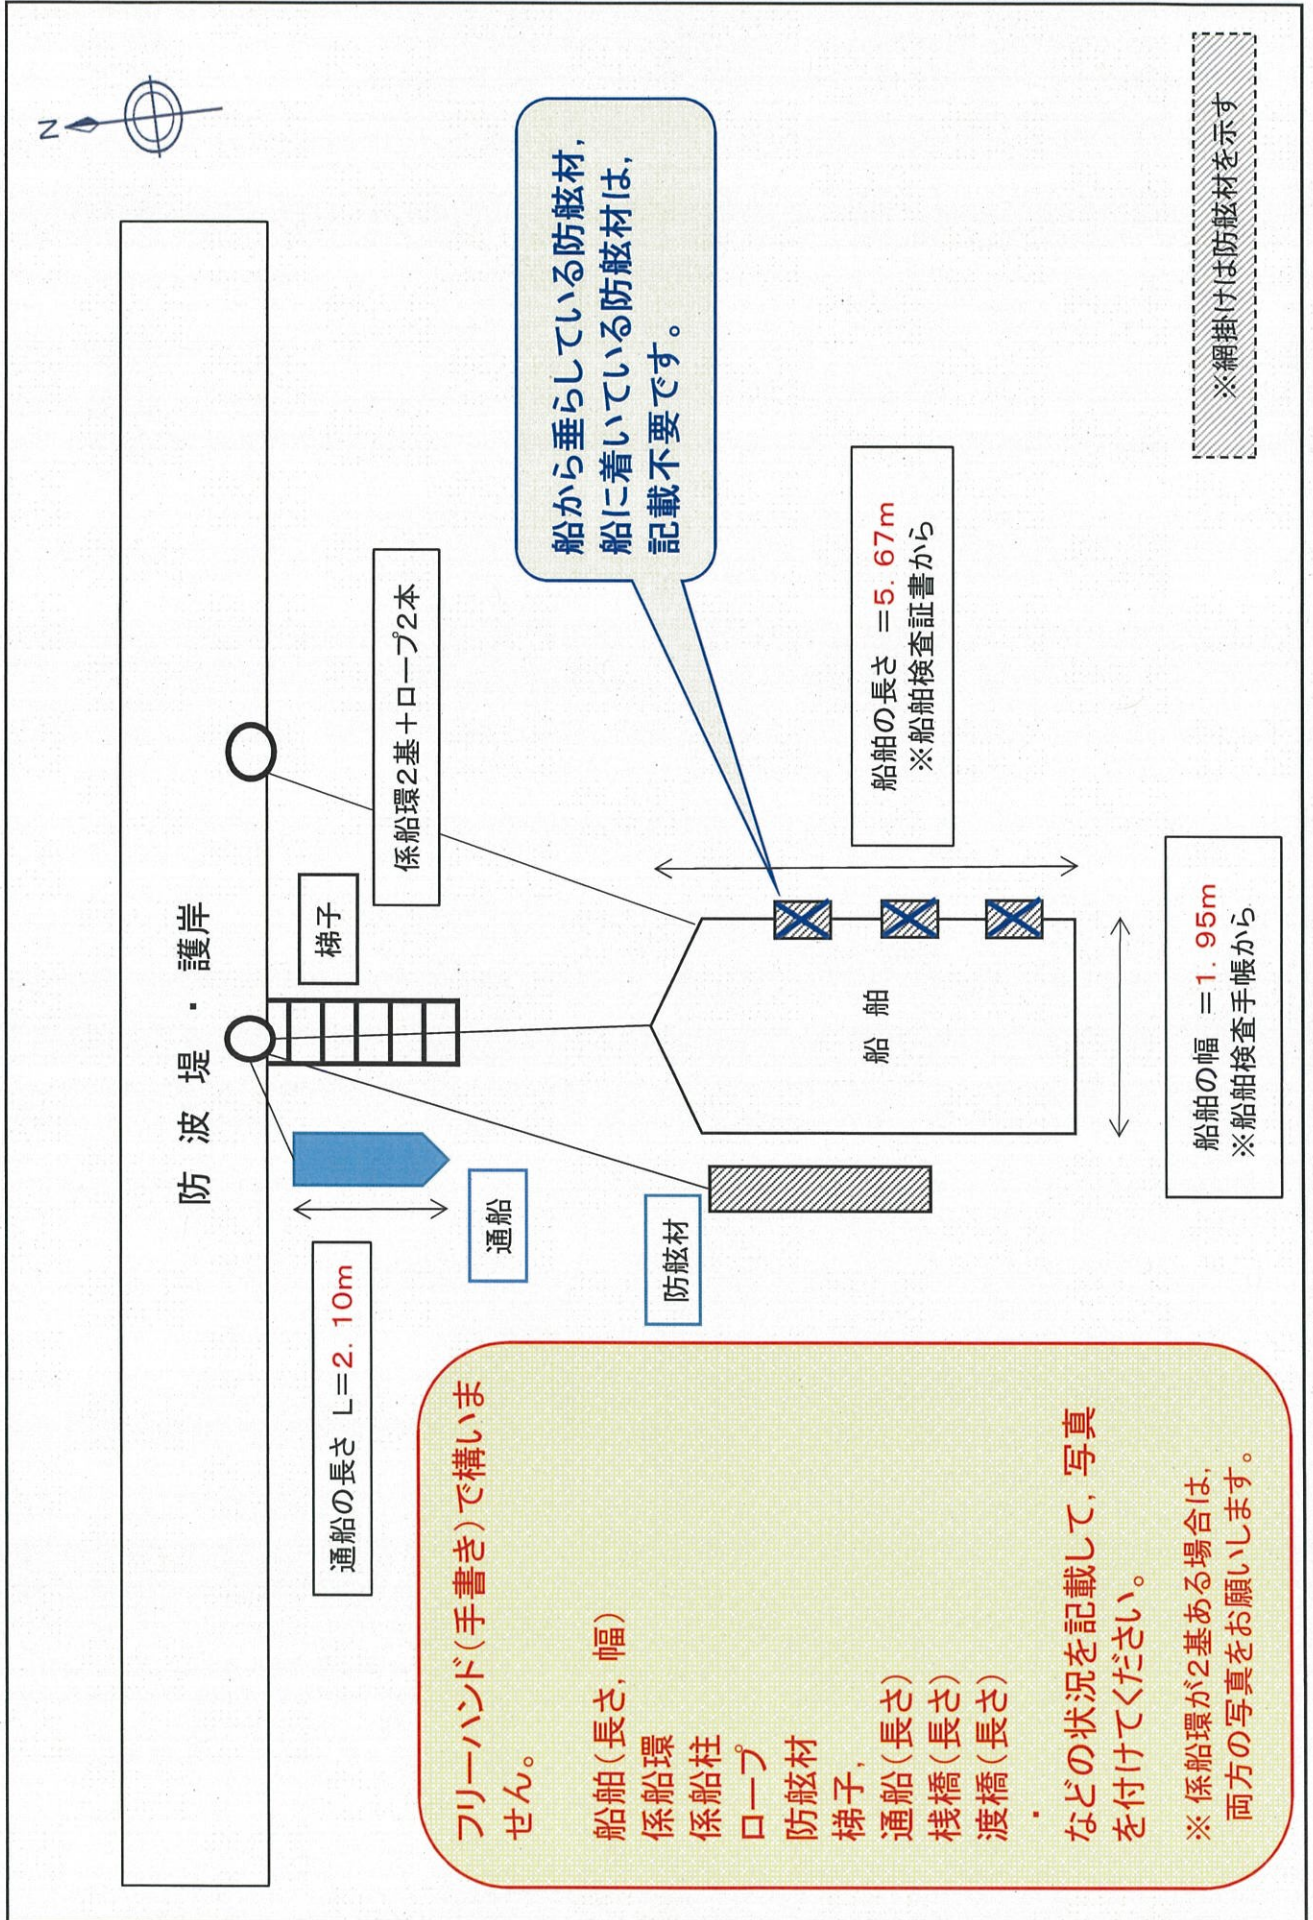 N
防 波 堤 ・ 護岸
梯子
係船環2基＋ロープ2本
通船の長さ L＝2．10m
通船
防舷材
船 舶
船から垂らしている防舷材，
船に着いている防舷材は，
記載不要です。
船舶の長さ ＝5．67m
※船舶検査証書から
船舶の幅 ＝1．95m
※船舶検査手帳から
※網掛けは防舷材を示す
フリーハンド（手書き）で構いま
せん。
船舶（長さ，幅）
係船環
係船柱
ロープ
防舷材
梯子，
通船（長さ）
桟橋（長さ）
渡橋（長さ）
・
などの状況を記載して，写真
を付けてください。
※ 係船環が2基ある場合は，
両方の写真をお願いします。